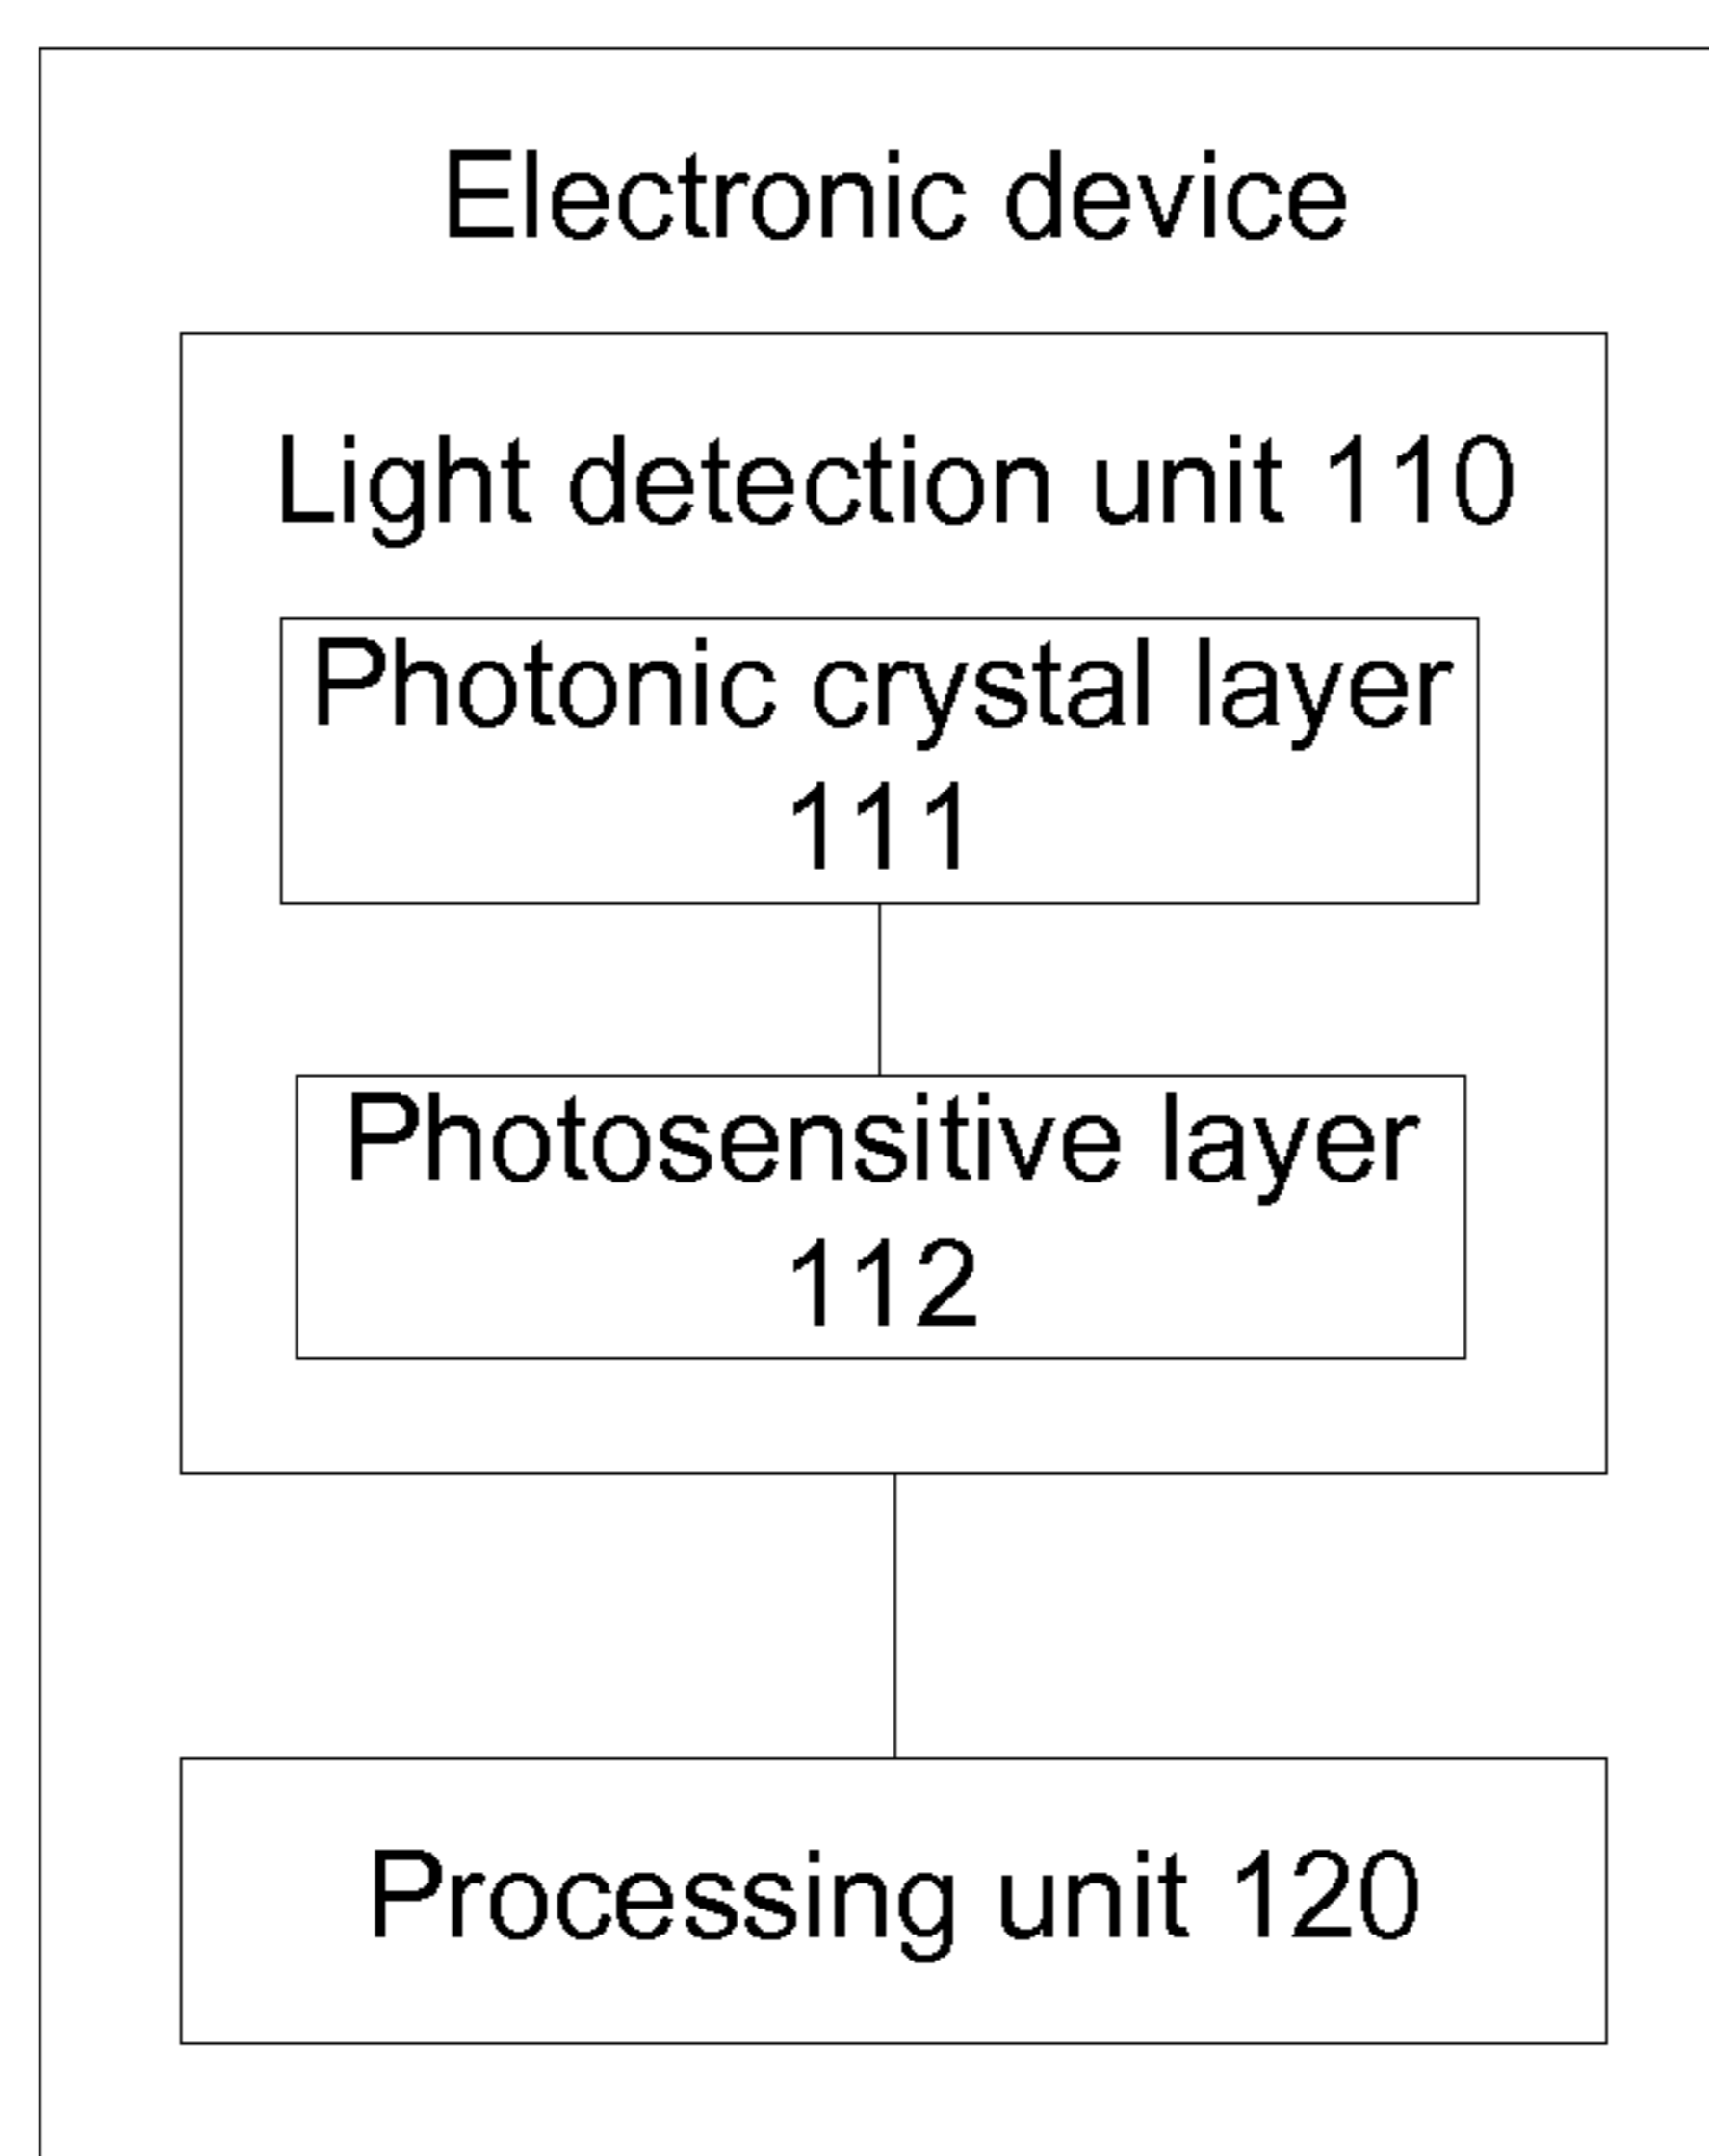 Electronic device
Light detection unit 110
Photonic crystal layer
111
Photosensitive layer
112
Processing unit 120